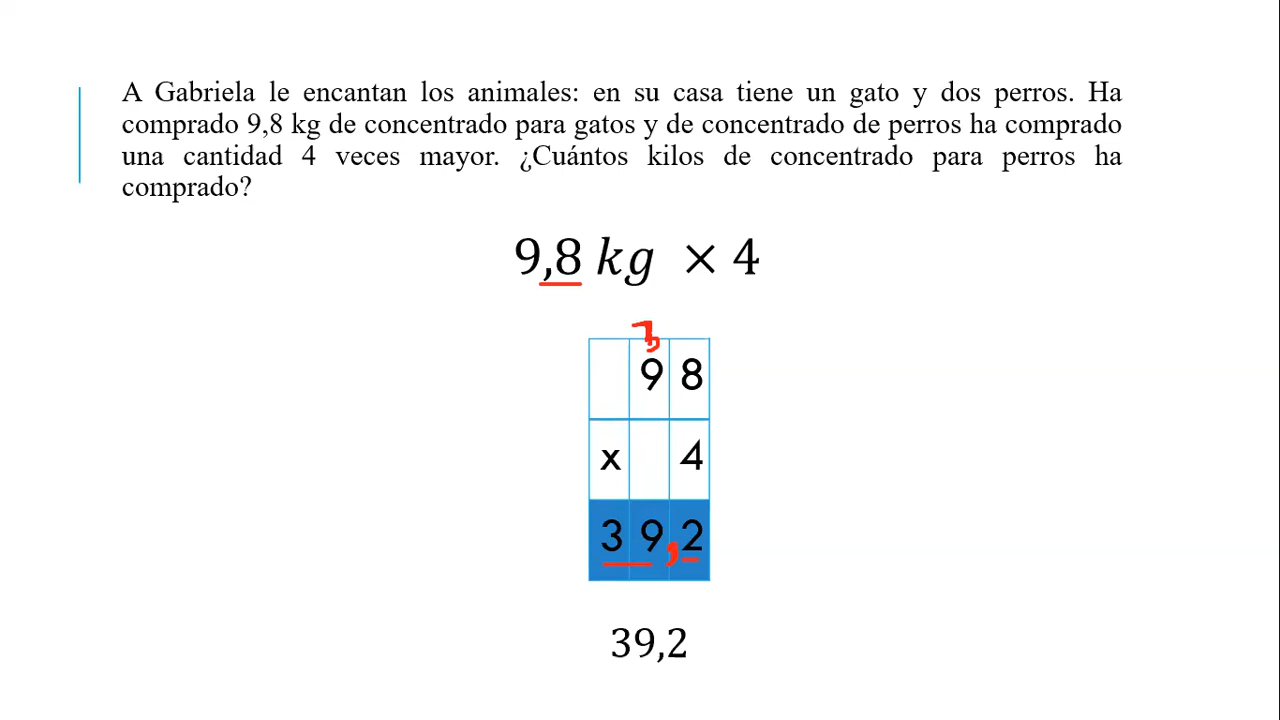 A Gabriela le encantan los animales: en su casa tiene un gato y dos perros. Ha
comprado 9,8 kg de concentrado para gatos y de concentrado de perros ha comprado
una cantidad 4 veces mayor. ¿Cuántos kilos de concentrado para perros ha
comprado?
9,8 kg × 4
9 8
x 4
3 9,2
39,2